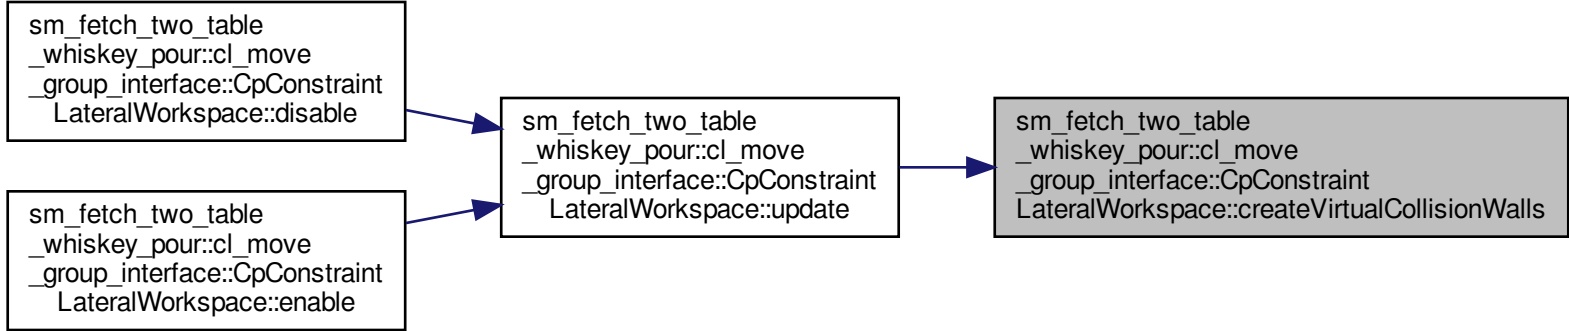 sm_fetch_two_table
_whiskey_pour::cl_move
_group_interface::CpConstraint
LateralWorkspace::disable
sm_fetch_two_table
_whiskey_pour::cl_move
_group_interface::CpConstraint
LateralWorkspace::enable
sm_fetch_two_table
_whiskey_pour::cl_move
_group_interface::CpConstraint
LateralWorkspace::update
sm_fetch_two_table
_whiskey_pour::cl_move
_group_interface::CpConstraint
LateralWorkspace::createVirtualCollisionWalls